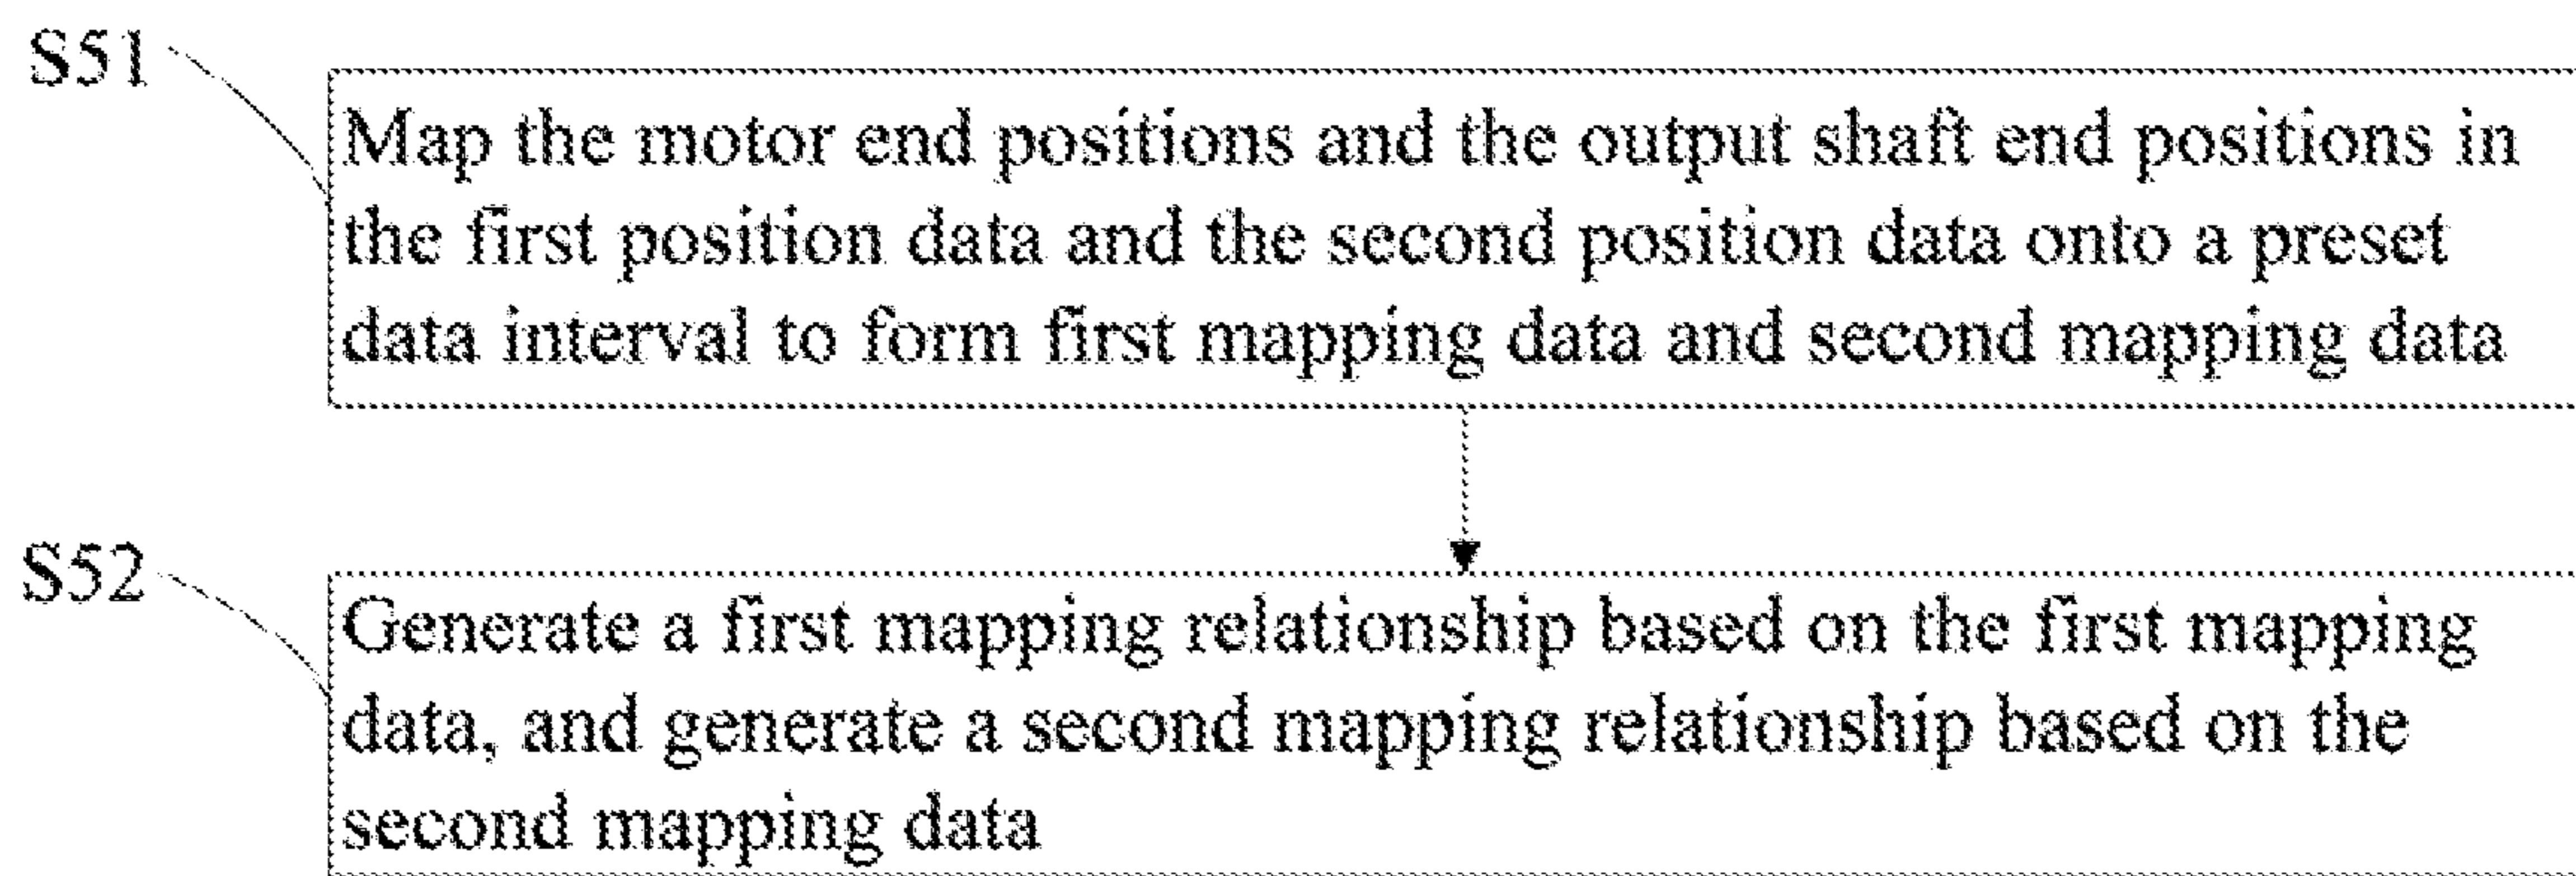 S51
Map the motor end positions and the output shaft end positions in
the first position data and the second position data onto a preset
data interval to form first mapping data and second mapping data
S52
Generate a first mapping relationship based on the first mapping
data, and generate a second mapping relationship based on the
second mapping data